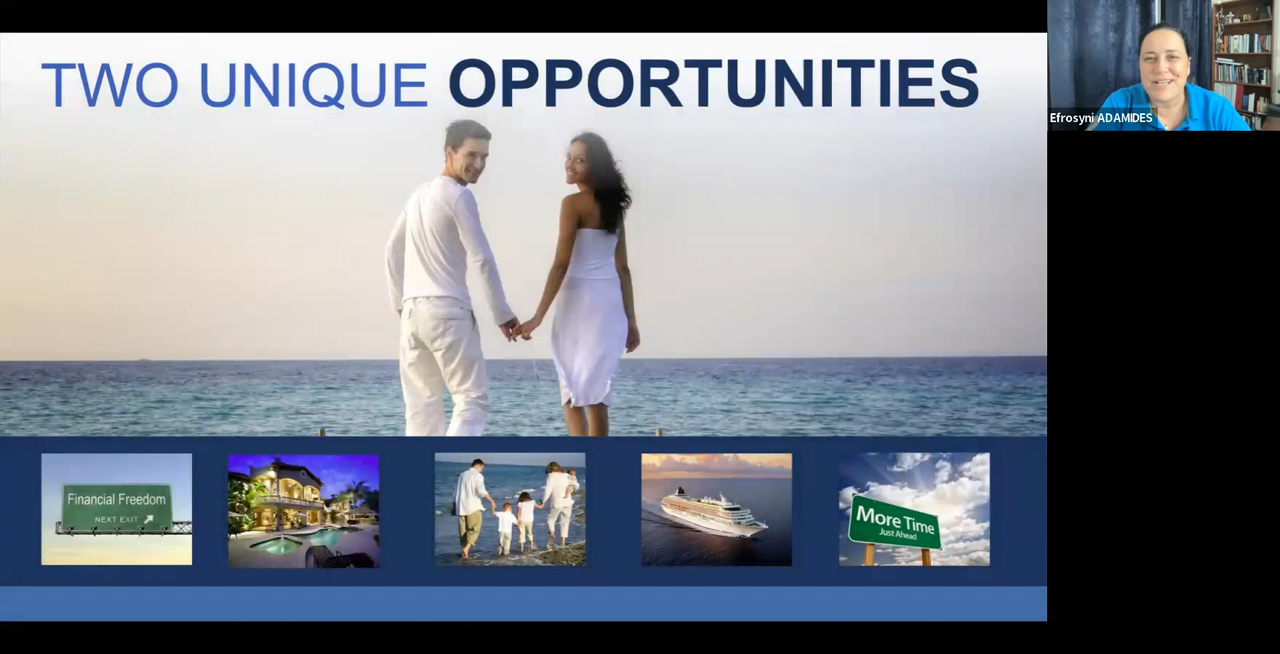 TWO UNIQUE OPPORTUNITIES
Efrosyni ADAMIDES
Financial Freedom
NEXT EXIT
More Time
Just Ahead